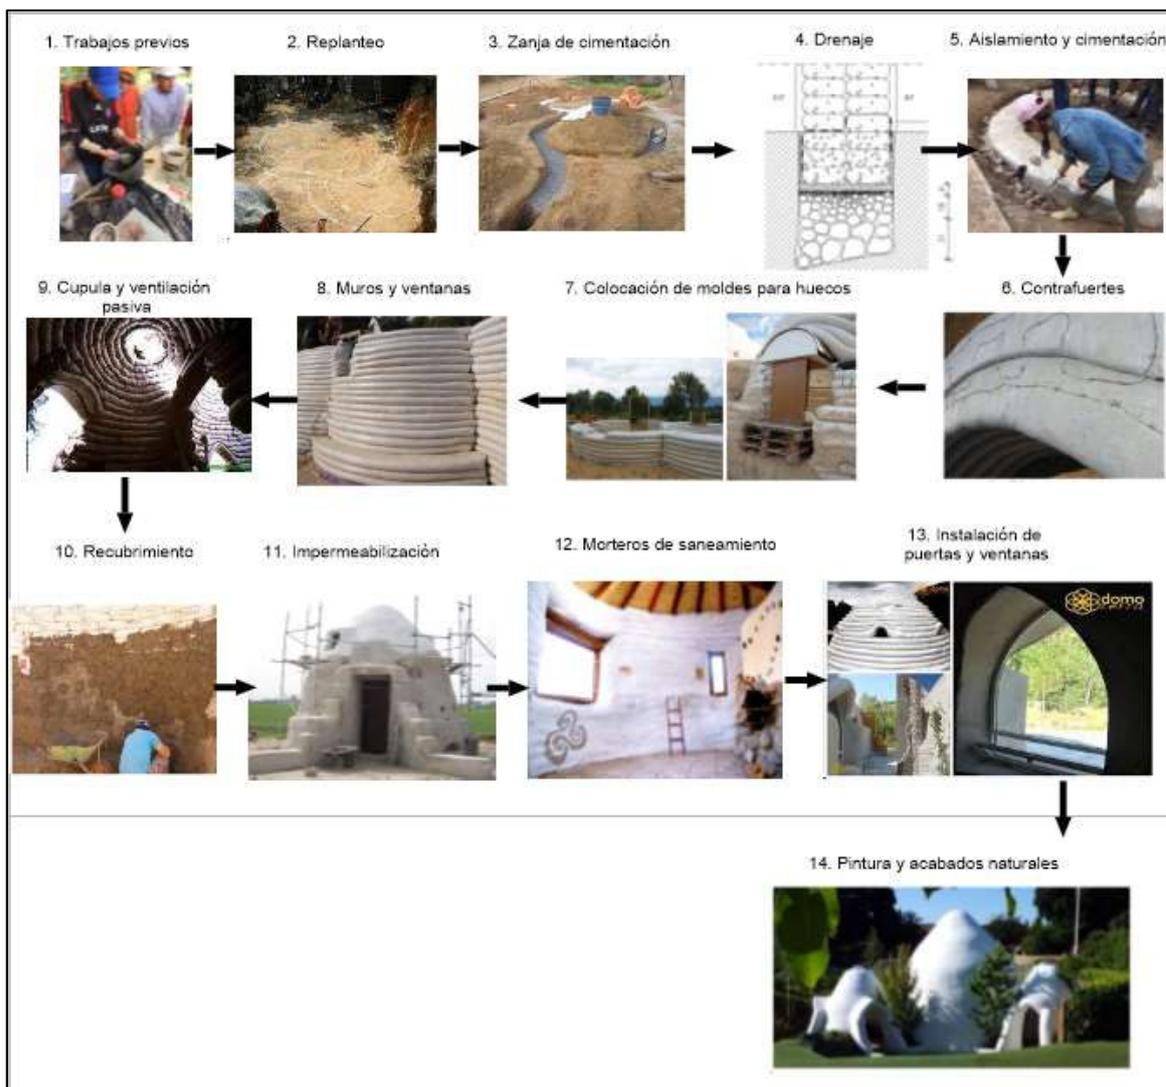 1. Trabajos previos
2. Replanteo
3. Zanja de cimentación
4. Drenaje
5. Aislamiento y cimentación
6. Contrafuertes
7. Colocación de moldes para huecos
8. Muros y ventanas
9. Cupula y ventilación
pasiva
10. Recubrimiento
11. Impermeabilización
12. Morteros de saneamiento
13. Instalación de
puertas y ventanas
domo
14. Pintura y acabados naturales